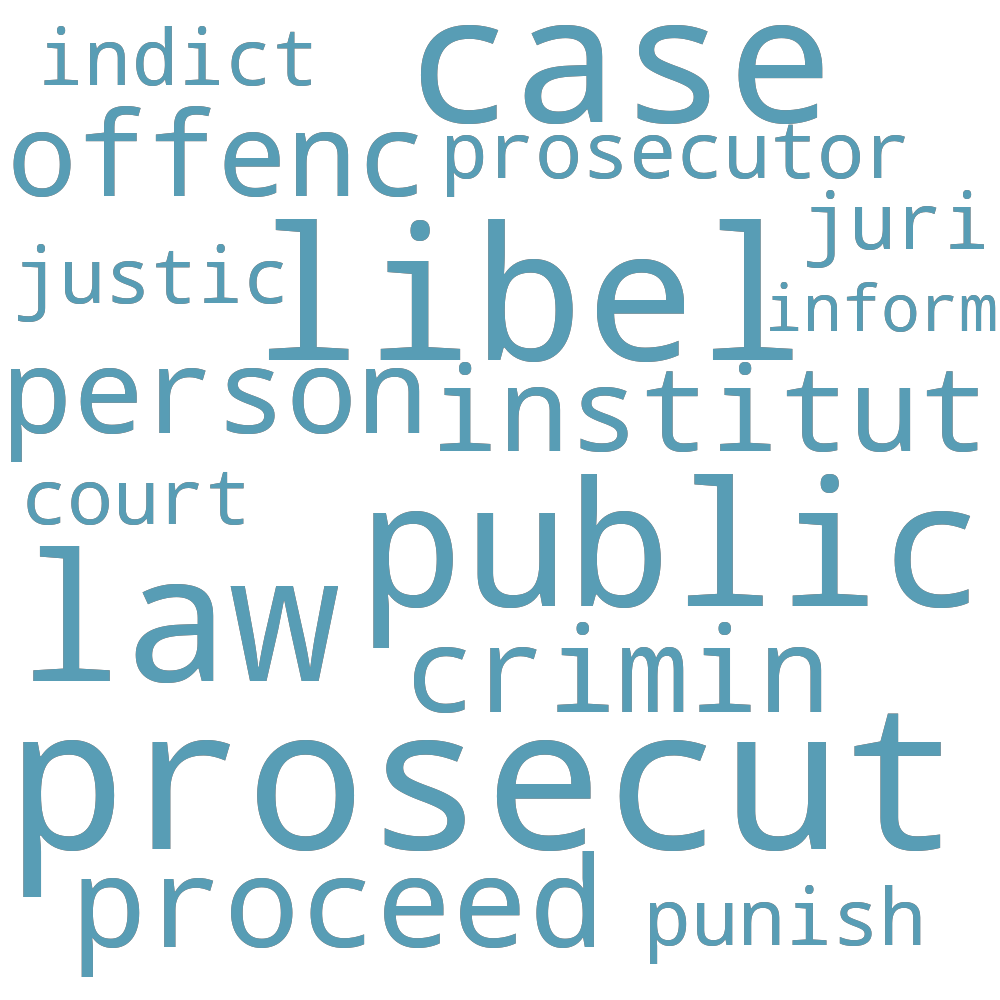 indict
case
offenc
prosecutor
juri
justic
libel
inform
person
institut
court
public
law
crimin
prosecut
proceed
punish